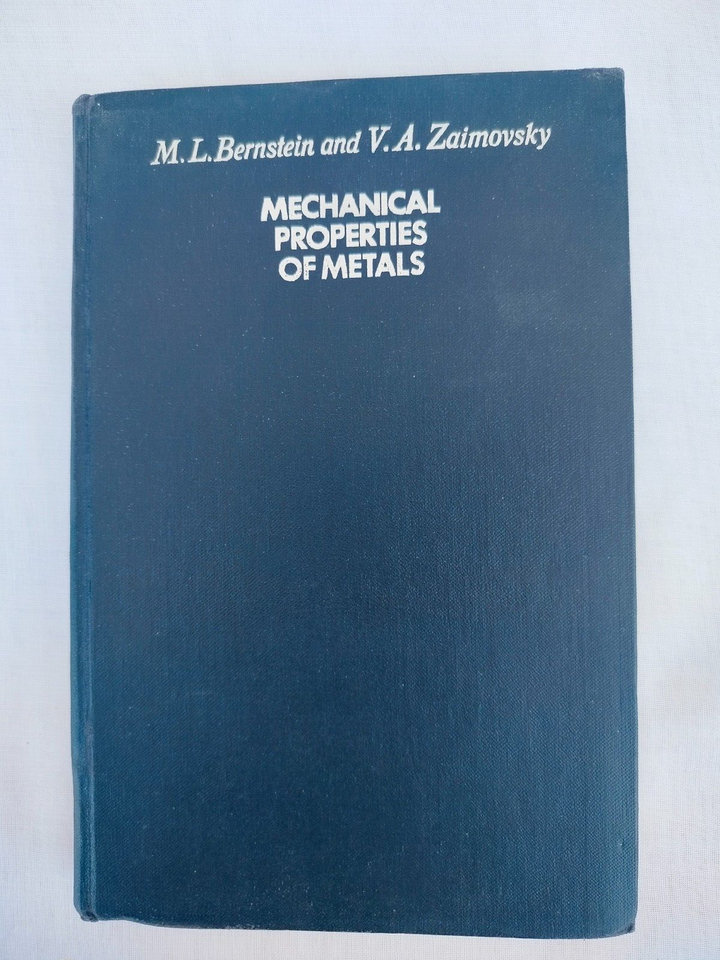 M.L.Bernstein and V.A.Zaimovsky
MECHANICAL
PROPERTIES
OF METALS